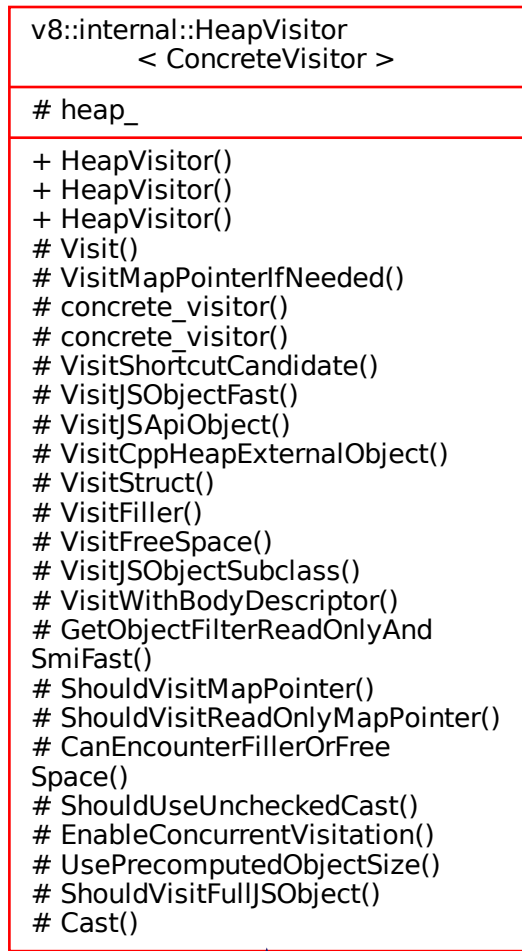 v8::internal::HeapVisitor
< ConcreteVisitor >
# heap_
+ HeapVisitor()
+ HeapVisitor()
+ HeapVisitor()
# Visit()
# VisitMapPointerIfNeeded()
# concrete_visitor()
# concrete_visitor()
# VisitShortcutCandidate()
# VisitJSObjectFast()
# VisitJSApiObject()
# VisitCppHeapExternalObject()
# VisitStruct()
# VisitFiller()
# VisitFreeSpace()
# VisitJSObjectSubclass()
# VisitWithBodyDescriptor()
# GetObjectFilterReadOnlyAnd
SmiFast()
# ShouldVisitMapPointer()
# ShouldVisitReadOnlyMapPointer()
# CanEncounterFillerOrFree
Space()
# ShouldUseUncheckedCast()
# EnableConcurrentVisitation()
# UsePrecomputedObjectSize()
# ShouldVisitFullJSObject()
# Cast()